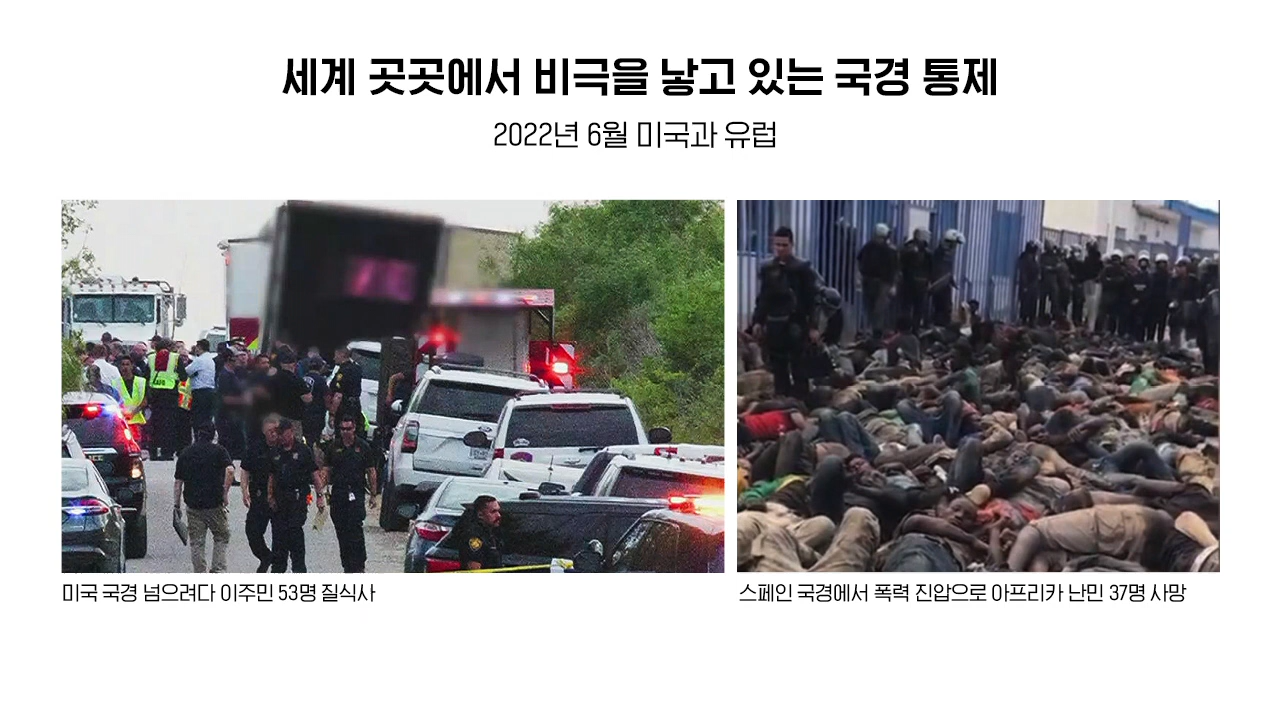 세계 곳곳에서 비극을 낳고 있는 국경 통제
2022년 6월 미국과 유럽
미국 국경 넘으려다 이주민 53명 질식사
스페인 국경에서 폭력 진압으로 아프리카 난민 37명 사망